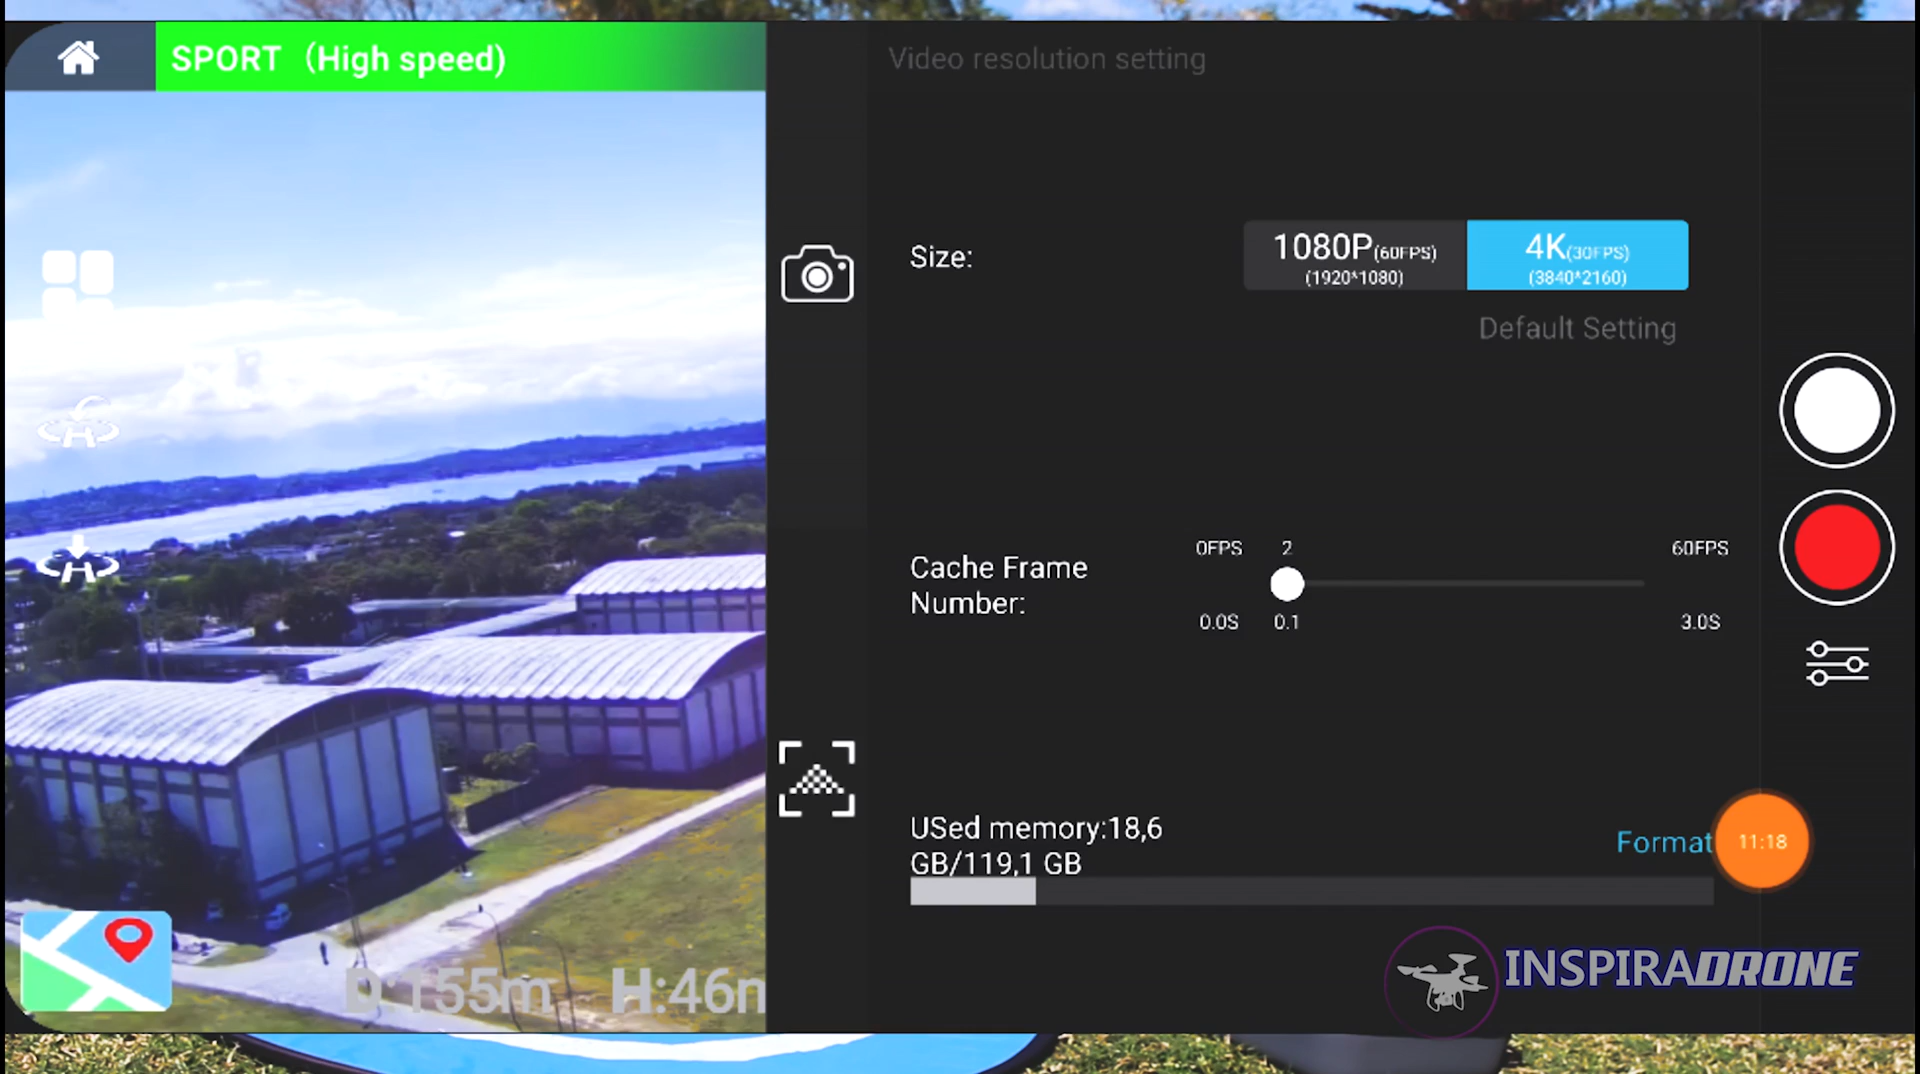 SPORT (High speed)
Video resolution setting
Size:
1080P(60FPS)
(1920*1080)
4K(30FPS)
(3840*2160)
Default Setting
Cache Frame
Number:
0FPS 2 60FPS
0.0S 0.1 3.0S
USed memory:18,6
GB/119,1 GB
Format
11:18
D:155m H:46m
INSPIRADRONE